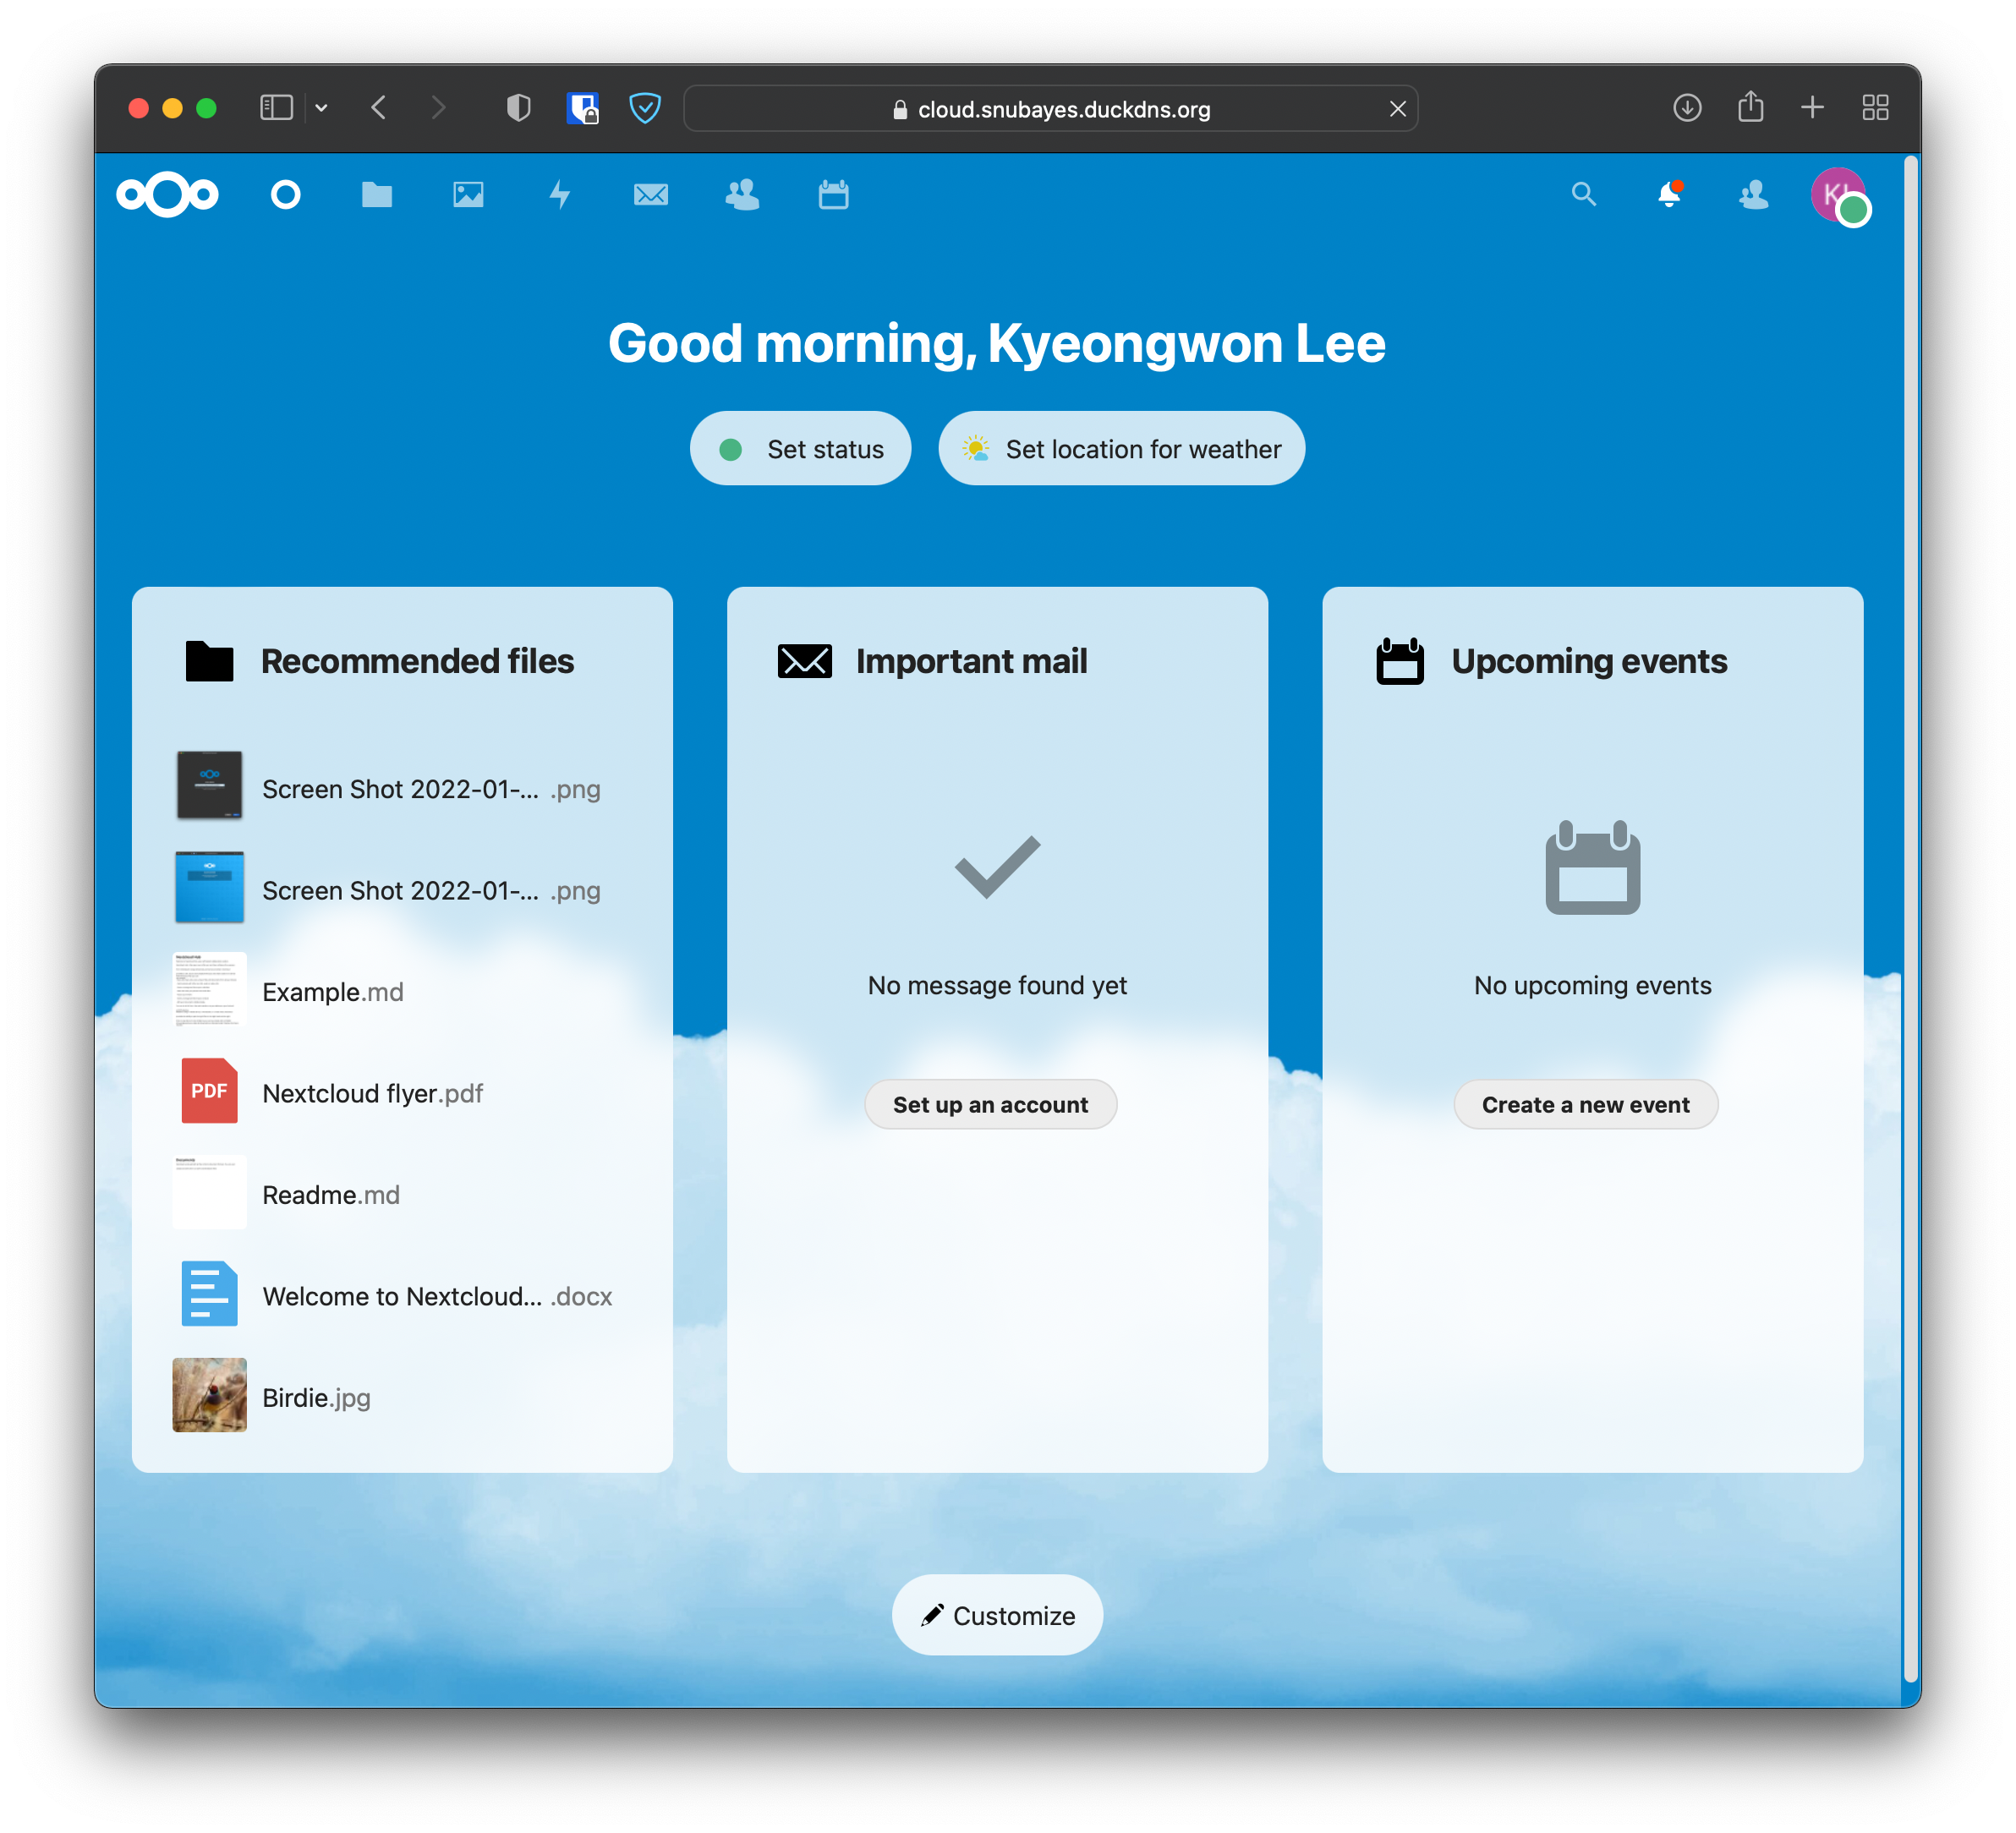 cloud.snubayes.duckdns.org
Good morning, Kyeongwon Lee
Set status
Set location for weather
Recommended files
Screen Shot 2022-01-... .png
Screen Shot 2022-01-... .png
Example.md
PDF
Nextcloud flyer.pdf
Readme.md
Welcome to Nextcloud... .docx
Birdie.jpg
Important mail
No message found yet
Set up an account
Upcoming events
No upcoming events
Create a new event
Customize